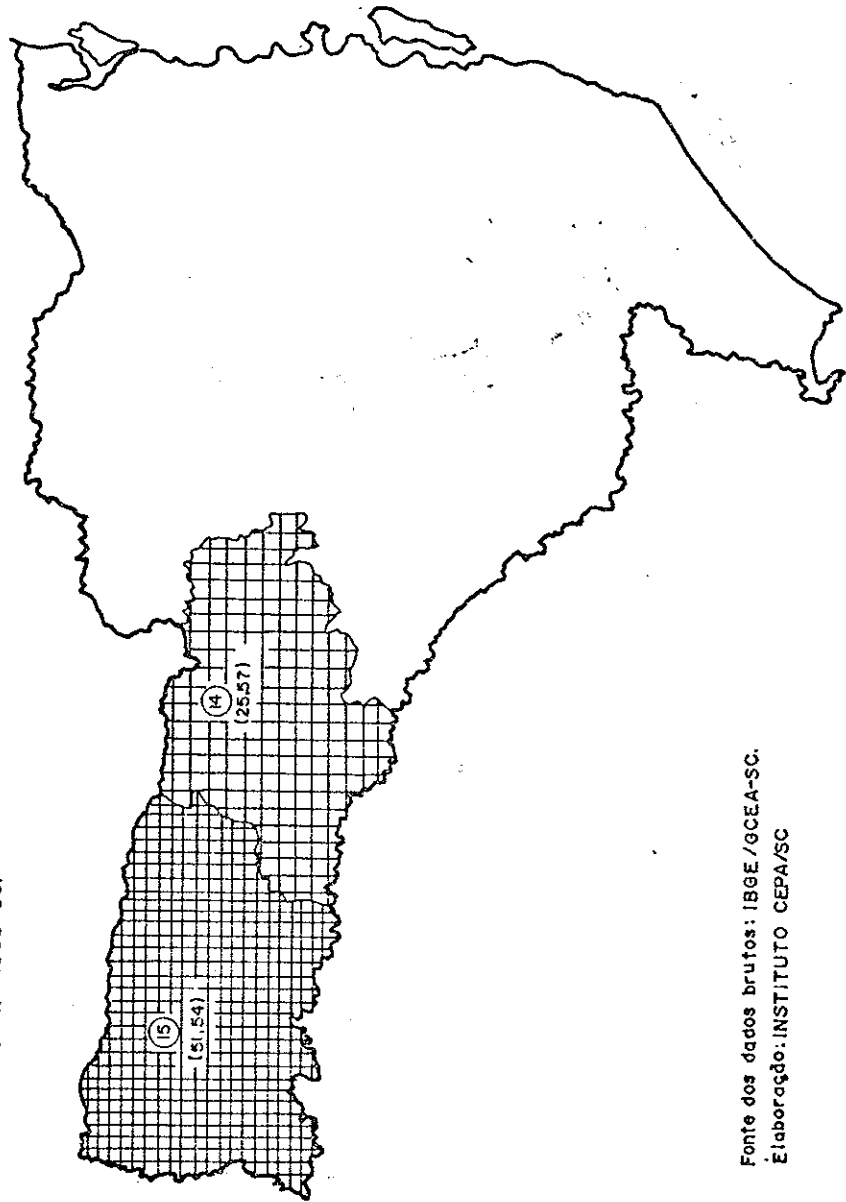 15
(51,54)
14
(25,57)
Fonte dos dados brutos: IBGE/GCEA-SC.
Elaboração: INSTITUTO CEPA/SC